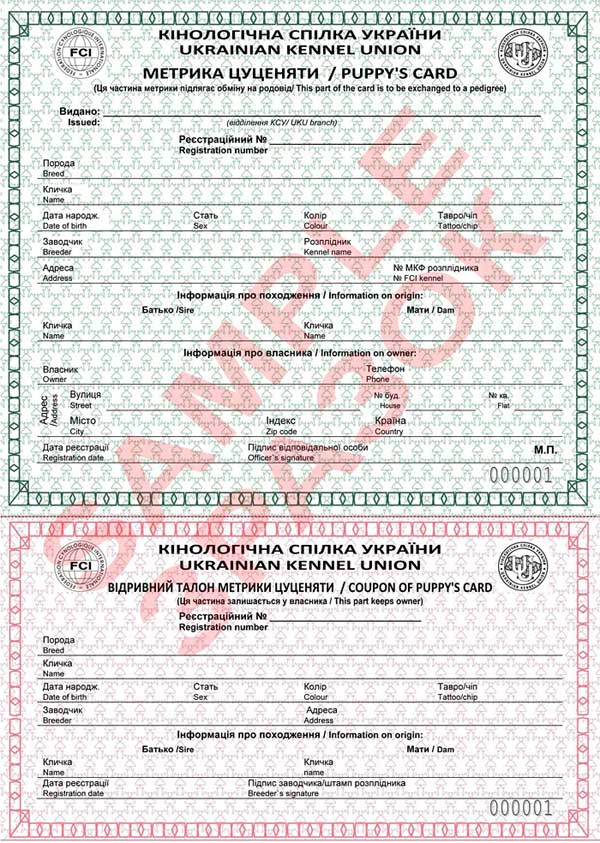 КІНОЛОГІЧНА СПІЛКА УКРАЇНИ
UKRAINIAN KENNEL UNION
FCI
МЕТРИКА ЦУЦЕНЯТИ / PUPPY'S CARD
(Ця частина метрики підлягає обміну на родовід/ This part of the card is to be exchanged to a pedigree)
Видано:
Issued: (відділення КСУ/ UKU branch)
Реєстраційний №
Registration number
Порода
Breed
Кличка
Name
Дата народж. Стать Колір Тавро/чіп
Date of birth Sex Colour Tattoo/chip
Заводчик Розплідник
Breeder Kennel name
Адреса № МКФ розплідника
Address № FCI kennel
Інформація про походження / Information on origin:
Батько /Sire Мати / Dam
Кличка Кличка
Name Name
Інформація про власника / Information on owner:
Власник Телефон
Owner Phone
Адрес /Address
Вулиця № буд. № кв.
Street House Flat
Місто Індекс Країна
City Zip code Country
Дата реєстрації Підпис відповідальної особи М.П.
Registration date Officer`s signature
000001
SAMPLE
ЗРАЗОК
КІНОЛОГІЧНА СПІЛКА УКРАЇНИ
UKRAINIAN KENNEL UNION
FCI
ВІДРИВНИЙ ТАЛОН МЕТРИКИ ЦУЦЕНЯТИ / COUPON OF PUPPY'S CARD
(Ця частина залишається у власника / This part keeps owner)
Реєстраційний №
Registration number
Порода
Breed
Кличка
Name
Дата народж. Стать Колір Тавро/чіп
Date of birth Sex Colour Tattoo/chip
Заводчик Адреса
Breeder Address
Інформація про походження / Information on origin:
Батько /Sire Мати / Dam
Кличка Кличка
Name name
Дата реєстрації Підпис заводчика/штамп розплідника
Registration date Breeder`s signature
000001